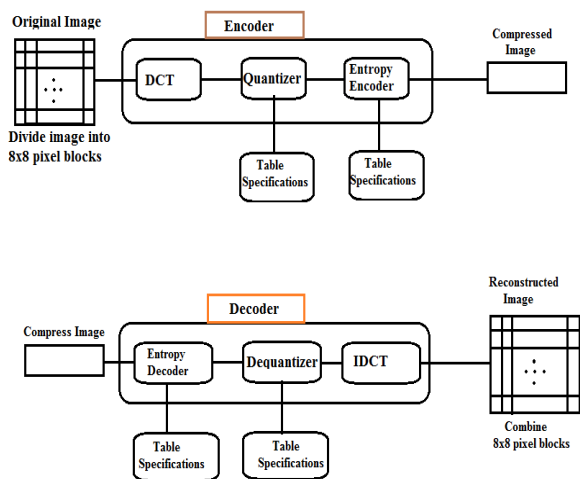 Original Image
Encoder
Compressed
Image
DCT
Quantizer
Entropy
Encoder
Divide image into
8x8 pixel blocks
Table
Specifications
Table
Specifications
Reconstructed
Image
Decoder
Compress Image
Entropy
Decoder
Dequantizer
IDCT
Combine
8x8 pixel blocks
Table
Specifications
Table
Specifications